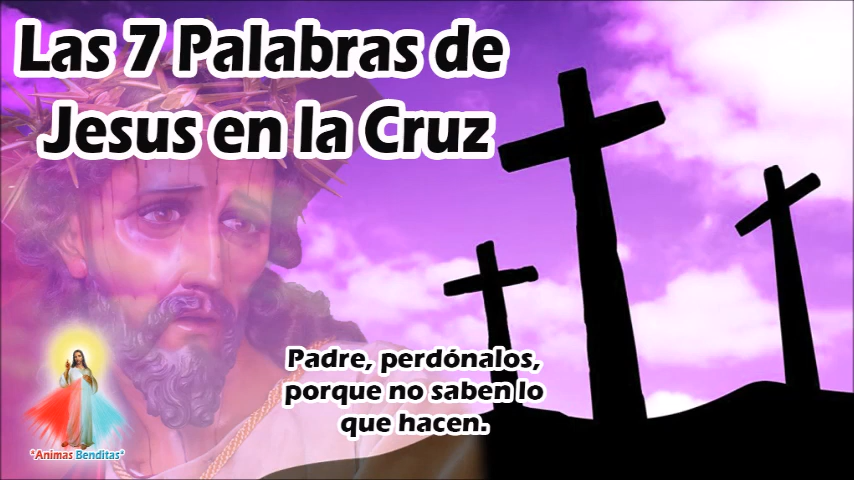 Las 7 Palabras de
Jesus en la Cruz
Padre, perdónalos,
porque no saben lo
que hacen.
*Animas Benditas*